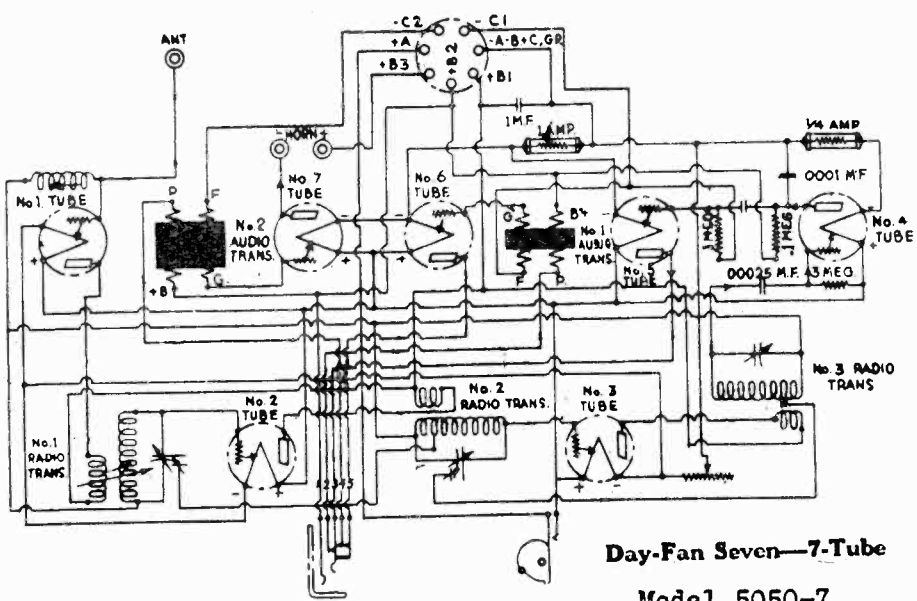 -C2
-C1
+A
-A-B+C,GR.
+B2
+B3
+B1
ANT
1M.F.
1 AMP.
1/4 AMP
-HORN+
No. 7
TUBE
No. 6
TUBE
No 1 TUBE
P
F
No. 2
AUDIO
TRANS.
+B
G
G
B+
No 1
AUDIO
TRANS.
F
P
No. 5
TUBE
.1 MEG
.1 MEG
.0001 M.F
No. 4
TUBE
.00025 M.F.
3 MEG
No. 3 RADIO
TRANS
No. 2
TUBE
No. 2
RADIO TRANS.
No. 3
TUBE
No. 1
RADIO
TRANS.
1 2 3 4 5
Day-Fan Seven—7-Tube
Model 5050-7